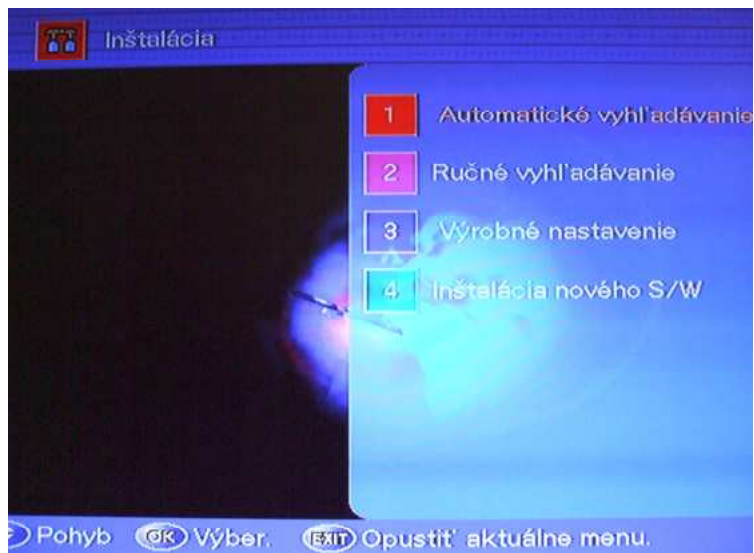 Inštalácia
1 Automatické vyhľadávanie
2 Ručné vyhľadávanie
3 Výrobné nastavenie
4 Inštalácia nového S/W
Pohyb OK Výber. EXIT Opustiť aktuálne menu.